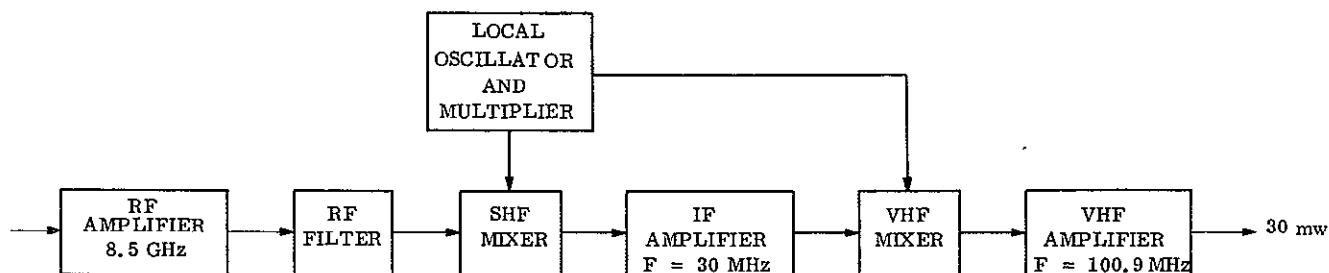 LOCAL
OSCILLATOR
AND
MULTIPLIER
RF
AMPLIFIER
8.5 GHz
RF
FILTER
SHF
MIXER
IF
AMPLIFIER
F = 30 MHz
VHF
MIXER
VHF
AMPLIFIER
F = 100.9 MHz
30 mw